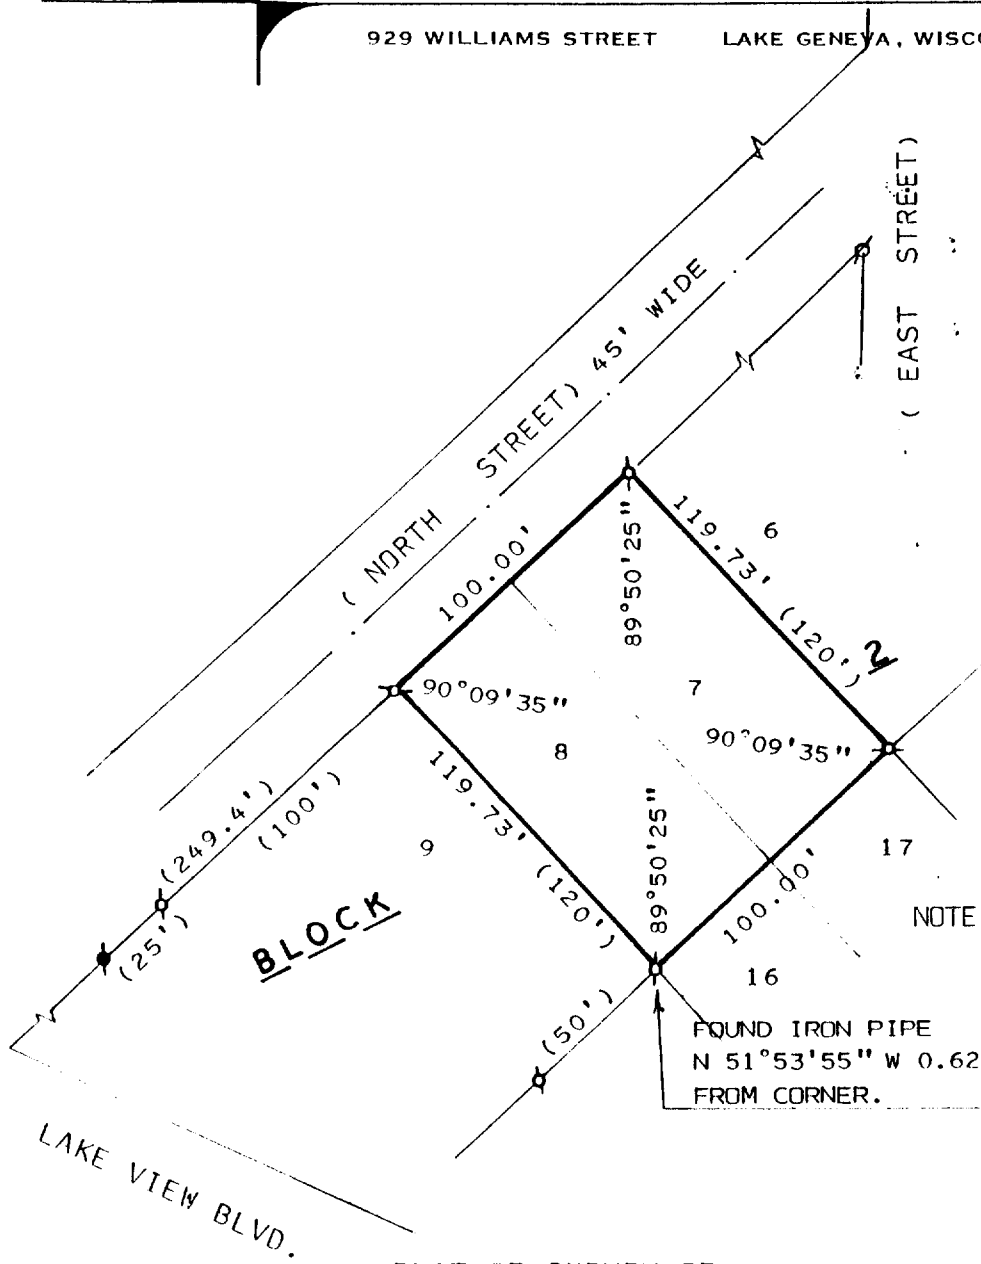 929 WILLIAMS STREET LAKE GENEVA, WISCO
( EAST STREET)
( NORTH STREET) 45' WIDE
100.00'
89°50'25"
119.73' (120')
6
2
90°09'35"
7
90°09'35"
8
(249.4')
(100')
119.73' (120')
9
89°50'25"
100.00'
17
(25')
BLOCK
NOTE
16
(50')
FOUND IRON PIPE
N 51°53'55" W 0.62
FROM CORNER.
LAKE VIEW BLVD.